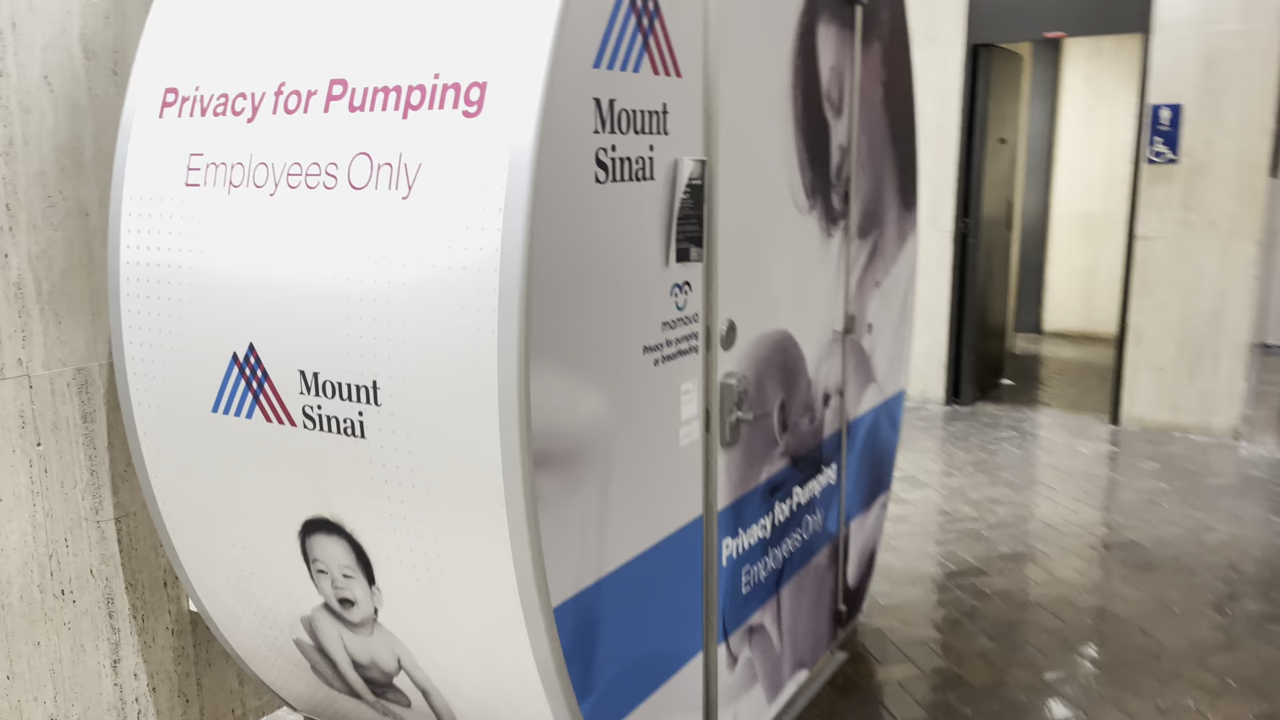 Privacy for Pumping
Employees Only
Mount
Sinai
Mount
Sinai
mamava
Privacy for pumping
or breastfeeding
Privacy for Pumping
Employees Only